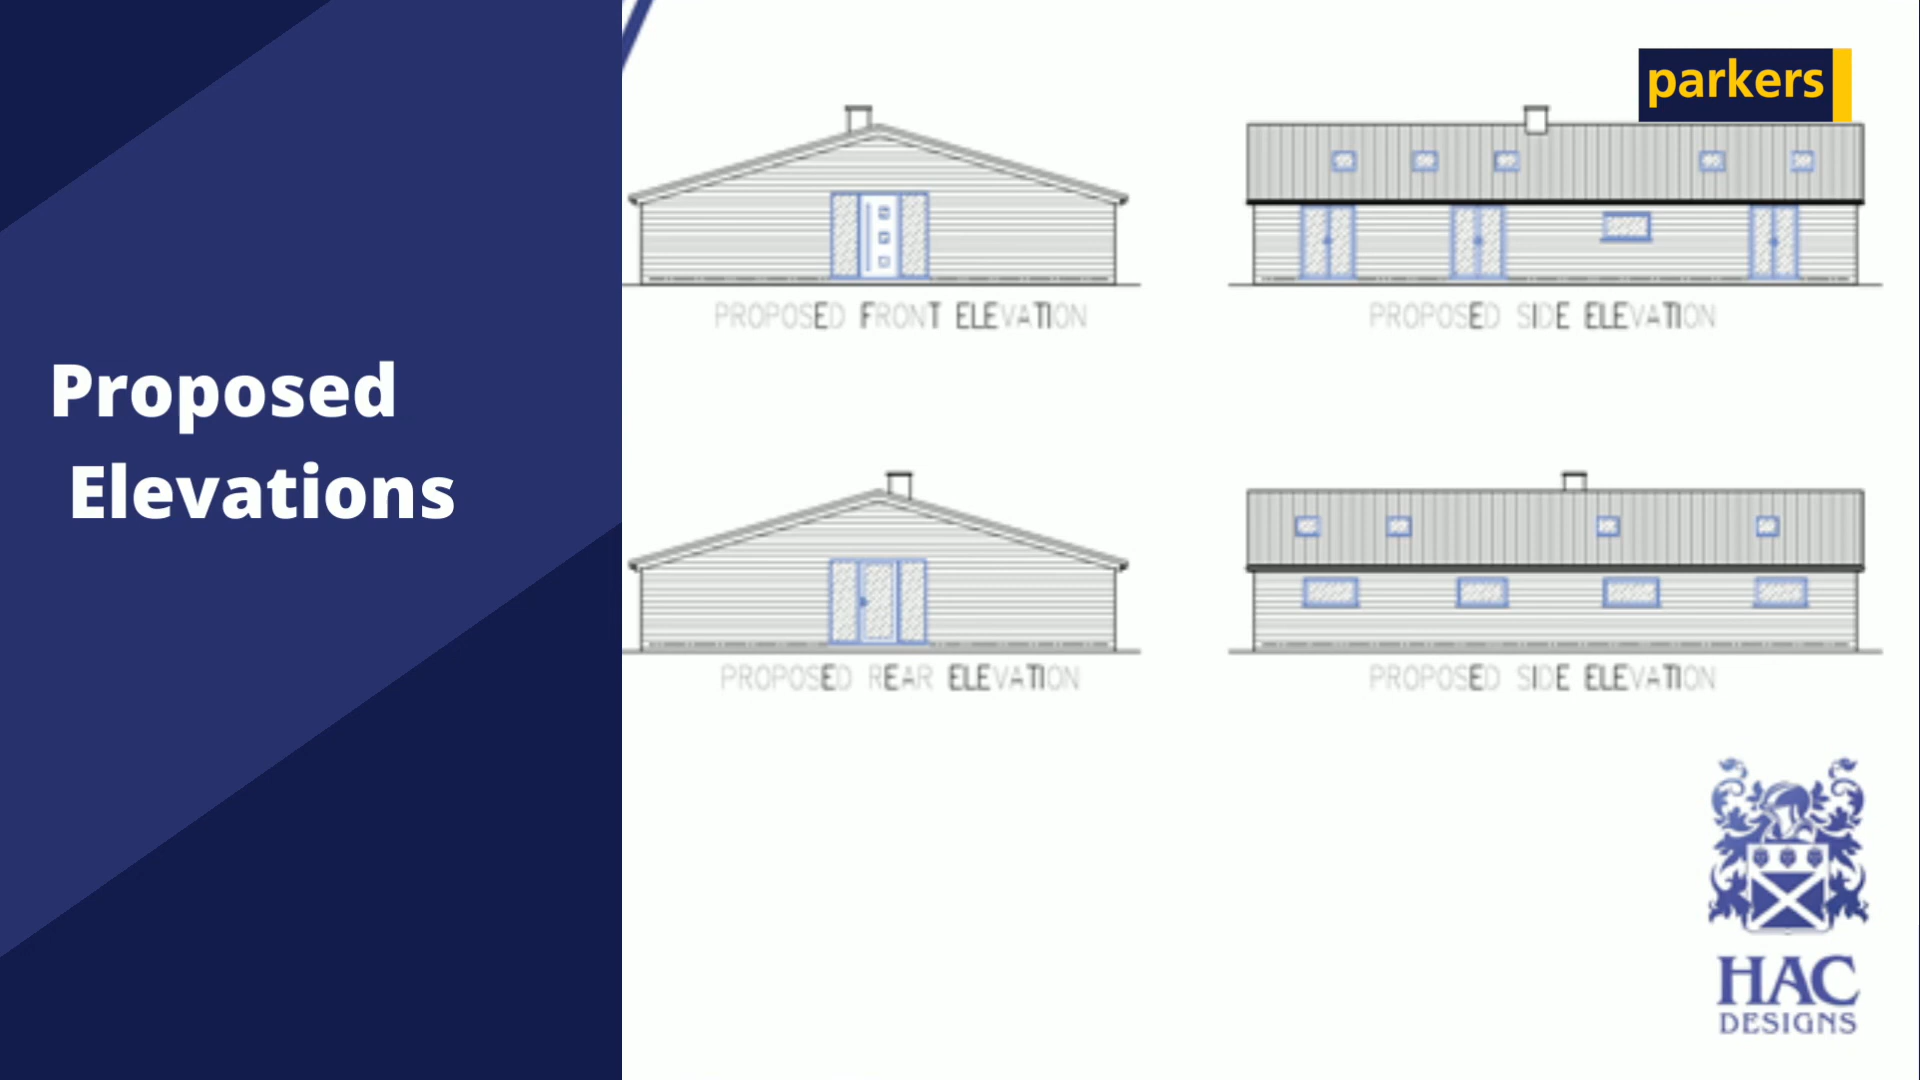 Proposed
Elevations
parkers
PROPOSED FRONT ELEVATION
PROPOSED SIDE ELEVATION
PROPOSED REAR ELEVATION
PROPOSED SIDE ELEVATION
HAC
DESIGNS